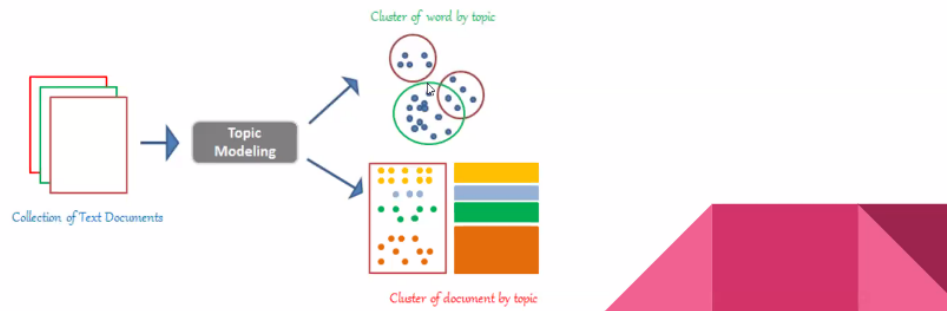 Cluster of word by topic
Topic
Modeling
Collection of Text Documents
Cluster of document by topic